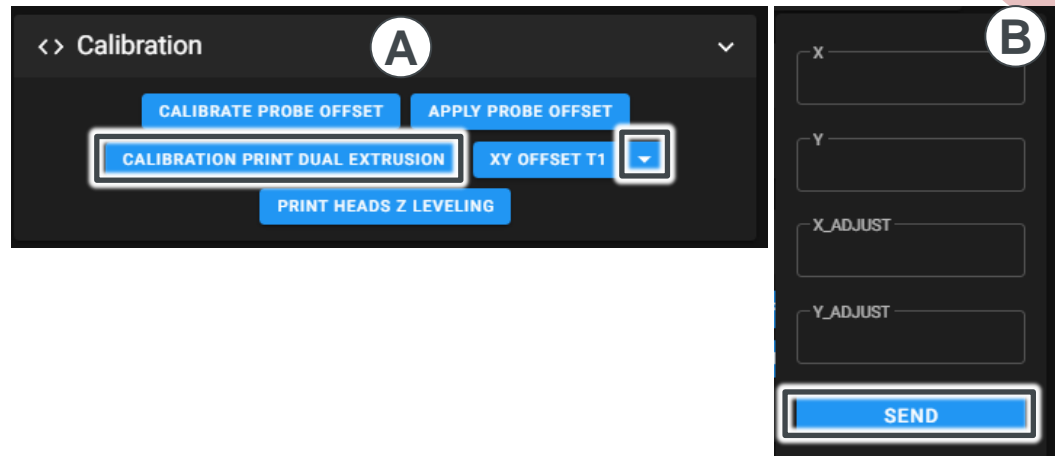 <> Calibration
A
CALIBRATE PROBE OFFSET
APPLY PROBE OFFSET
CALIBRATION PRINT DUAL EXTRUSION
XY OFFSET T1
PRINT HEADS Z LEVELING
B
X
Y
X_ADJUST
Y_ADJUST
SEND